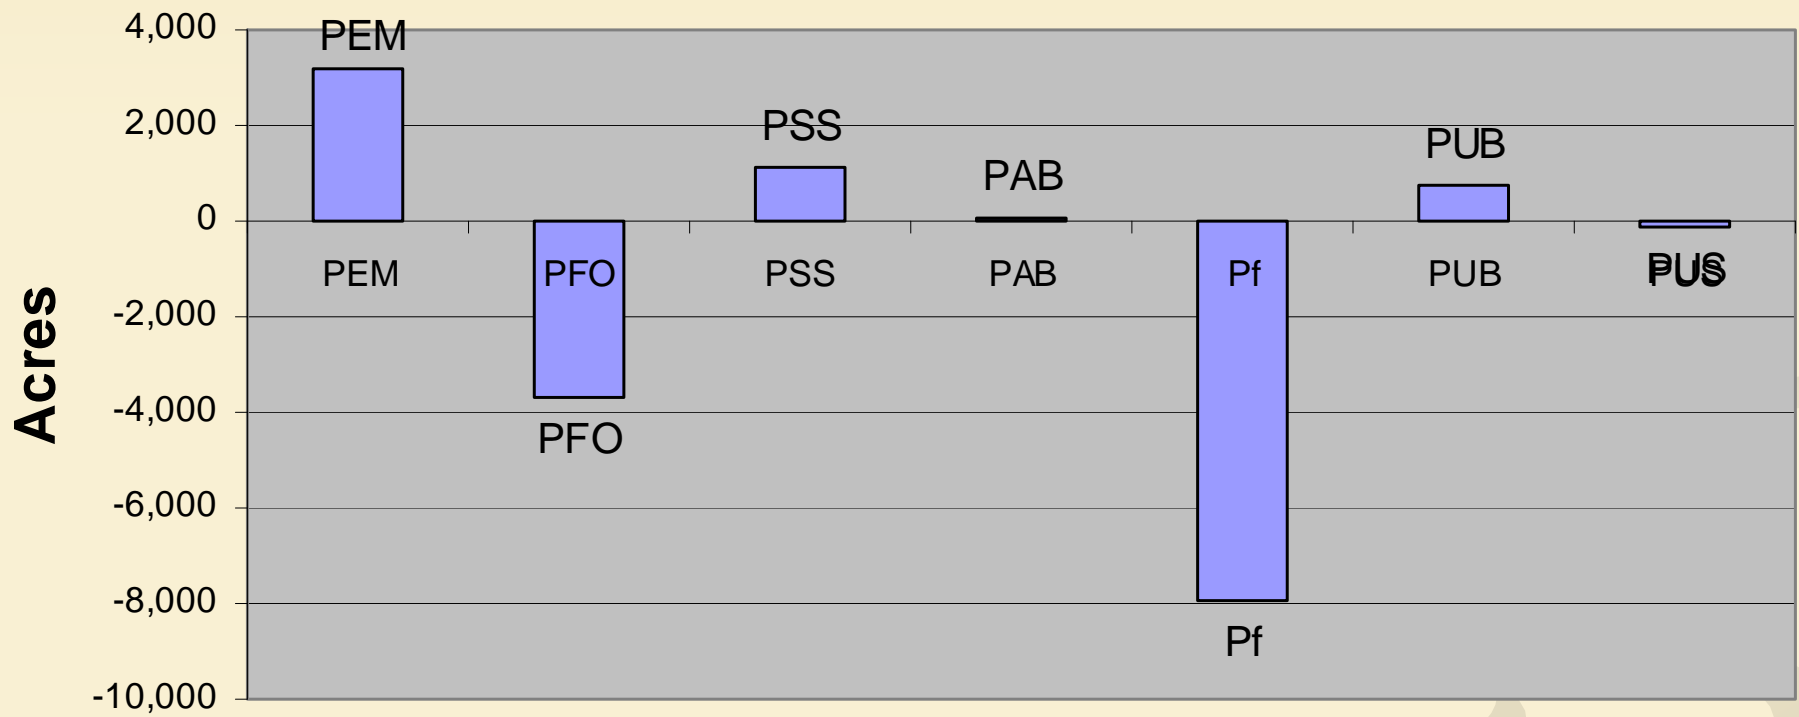 4,000
PEM
2,000
PSS
PUB
PAB
0
PEM PFO PSS PAB Pf PUB PUS
PUS
-2,000
Acres
-4,000
PFO
-6,000
-8,000
Pf
-10,000